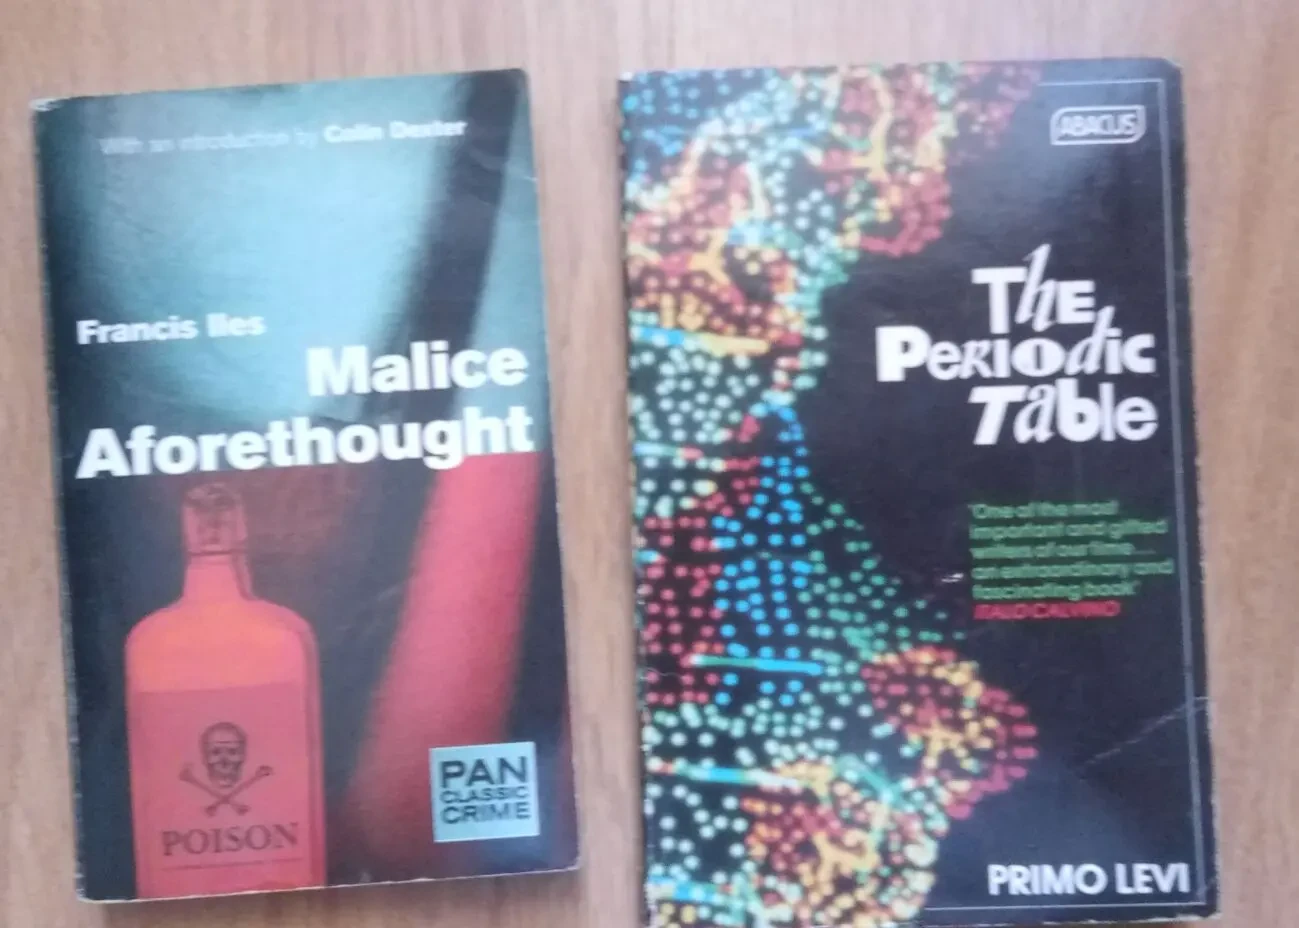 With an introduction by Colin Dexter
Francis Iles
Malice
Aforethought
POISON
PAN
CLASSIC
CRIME
ABACUS
The
Periodic
Table
'One of the most
important and gifted
writers of our time...
an extraordinary and
fascinating book'
ITALO CALVINO
PRIMO LEVI